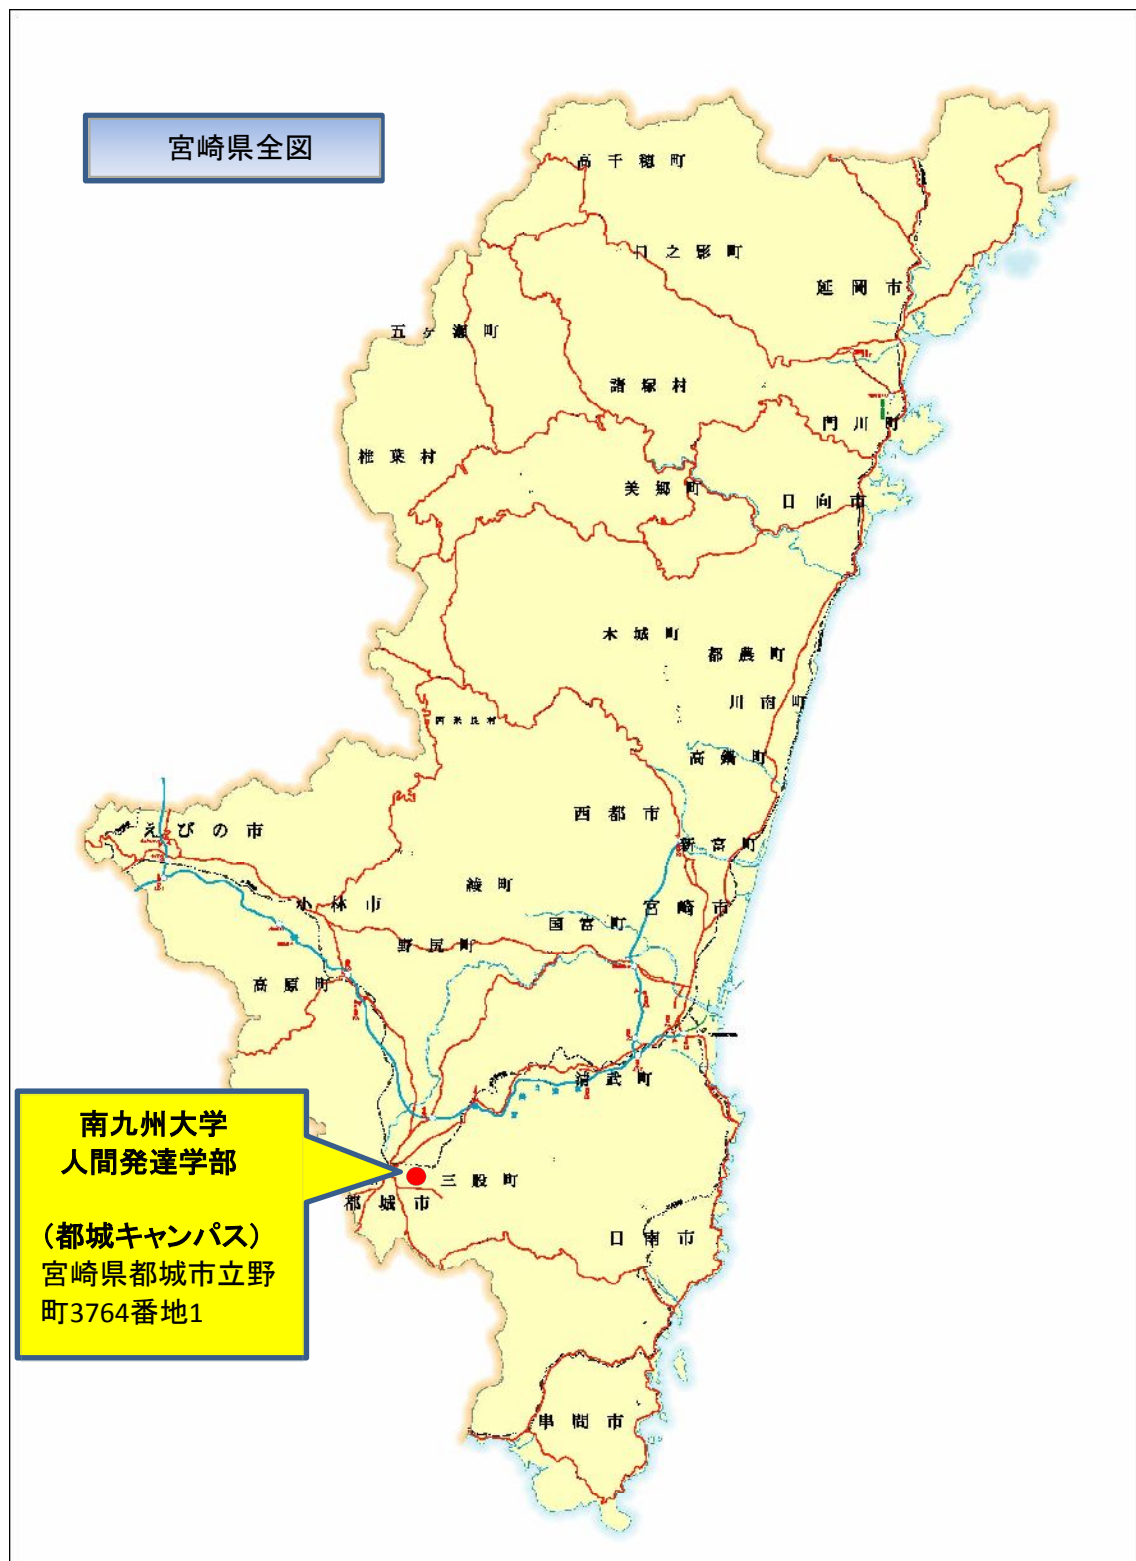 宮崎県全図
高千穂町
日之影町
延岡市
五ヶ瀬町
諸塚村
門川町
椎葉村
美郷町
日向市
木城町
都農町
川南町
西米良村
高鍋町
西都市
えびの市
新富町
綾町
小林市
宮崎市
国富町
野尻町
高原町
清武町
南九州大学
人間発達学部
（都城キャンパス）
宮崎県都城市立野
町3764番地1
三股町
都城市
日南市
串間市